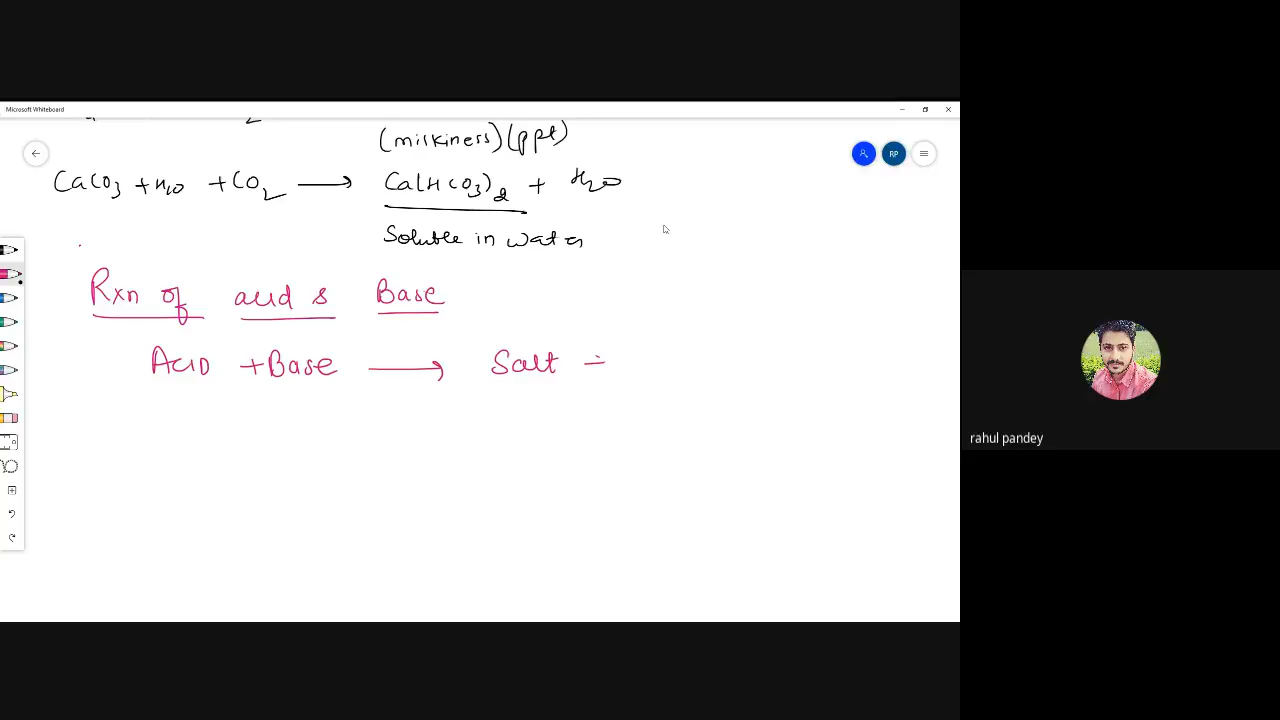 Microsoft Whiteboard
(milkiness) (ppt)
CaCO3 + H2O + CO2 ⟶ Ca(HCO3)2 + H2O
Soluble in water
RP
Rxn of acid & Base
Acid + Base ⟶ Salt
rahul pandey